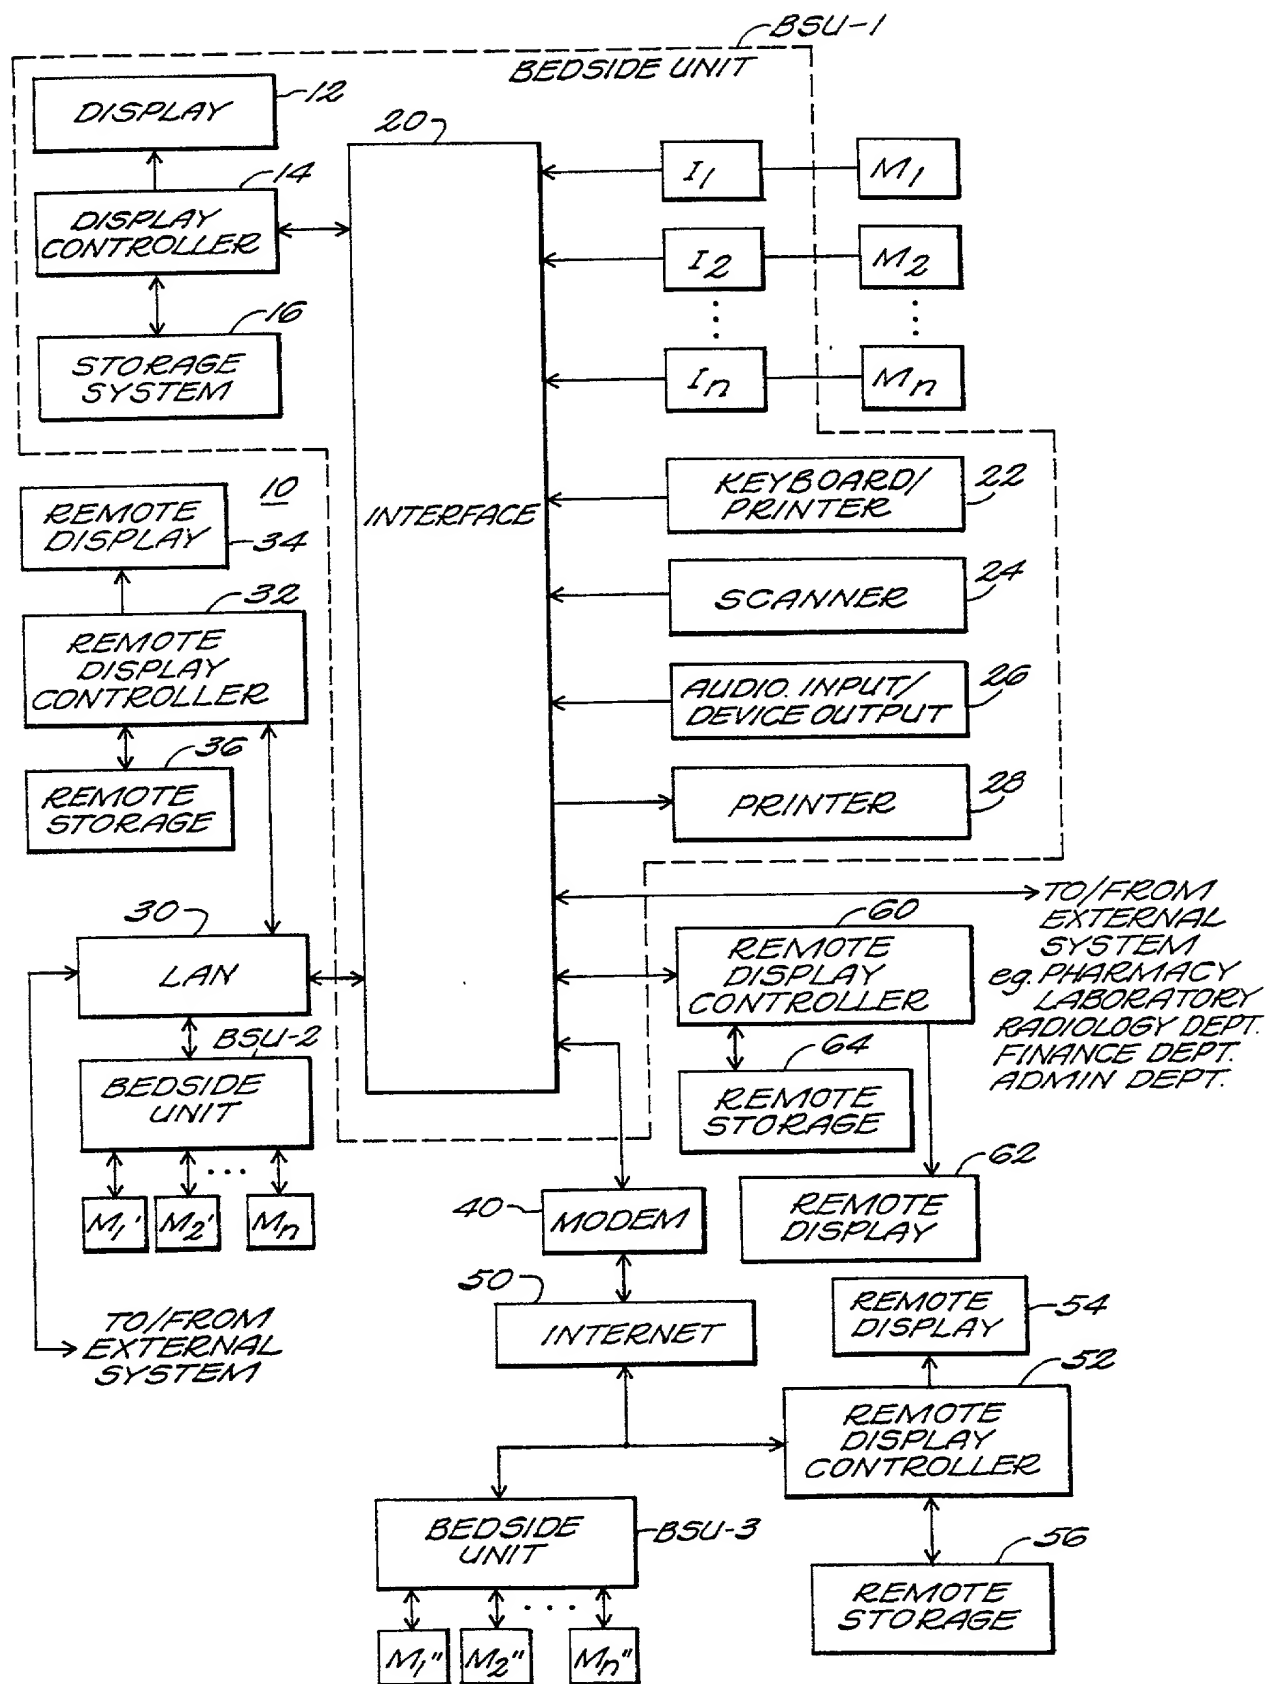 BSU-1
BEDSIDE UNIT
DISPLAY
12
DISPLAY
CONTROLLER
14
STORAGE
SYSTEM
16
20
INTERFACE
I1
M1
I2
M2
In
Mn
KEYBOARD/
PRINTER
22
SCANNER
24
AUDIO. INPUT/
DEVICE OUTPUT
26
PRINTER
28
10
REMOTE
DISPLAY
34
32
REMOTE
DISPLAY
CONTROLLER
36
REMOTE
STORAGE
30
LAN
BSU-2
BEDSIDE
UNIT
M1'
M2'
Mn
TO/FROM
EXTERNAL
SYSTEM
TO/FROM
EXTERNAL
SYSTEM
eg. PHARMACY
LABORATORY
RADIOLOGY DEPT.
FINANCE DEPT.
ADMIN DEPT.
60
REMOTE
DISPLAY
CONTROLLER
64
REMOTE
STORAGE
62
REMOTE
DISPLAY
40
MODEM
50
INTERNET
REMOTE
DISPLAY
54
52
REMOTE
DISPLAY
CONTROLLER
56
REMOTE
STORAGE
BEDSIDE
UNIT
BSU-3
M1"
M2"
Mn"